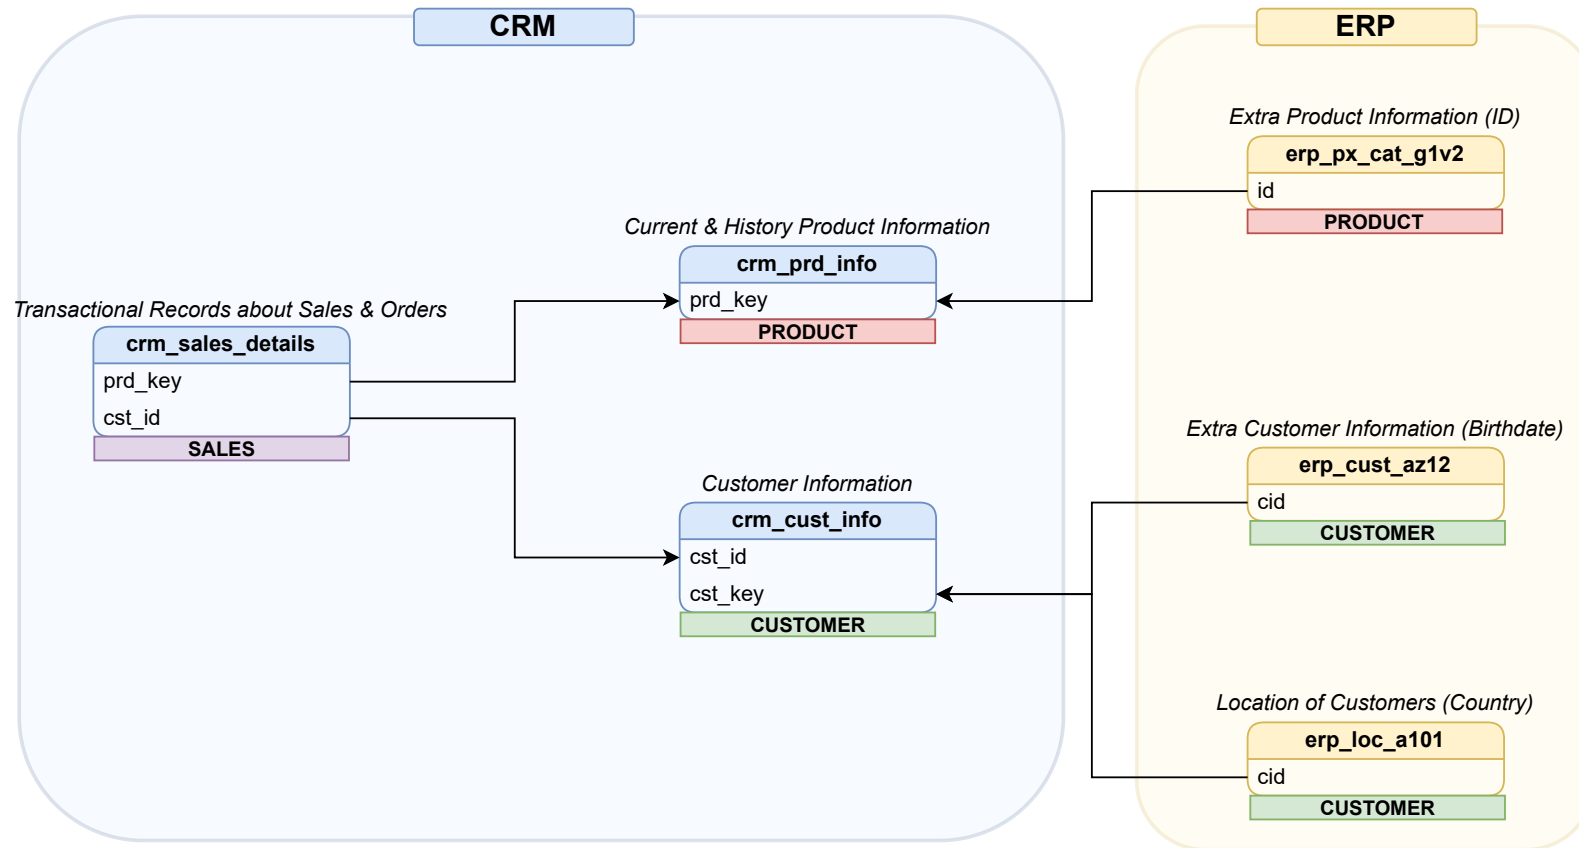 CRM
ERP
Extra Product Information (ID)
erp_px_cat_g1v2
id
PRODUCT
Current & History Product Information
crm_prd_info
prd_key
PRODUCT
Transactional Records about Sales & Orders
crm_sales_details
prd_key
cst_id
SALES
Extra Customer Information (Birthdate)
erp_cust_az12
cid
CUSTOMER
Customer Information
crm_cust_info
cst_id
cst_key
CUSTOMER
Location of Customers (Country)
erp_loc_a101
cid
CUSTOMER